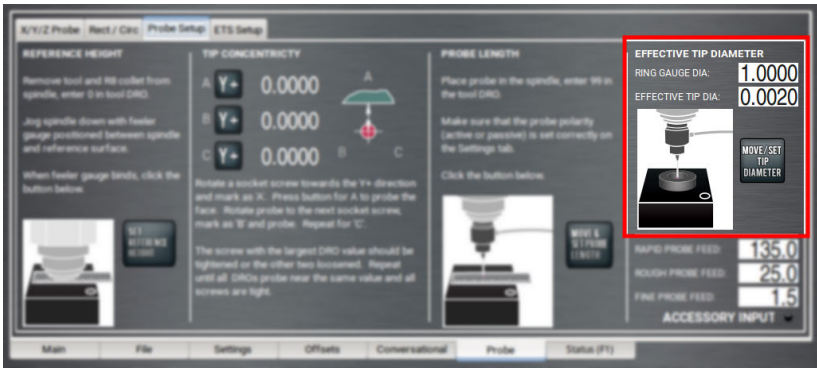 X/Y/Z Probe Rect / Circ Probe Setup ETS Setup
REFERENCE HEIGHT
Remove tool and R8 collet from
spindle, enter 0 in tool DRO.
Jog spindle down with feeler
gauge positioned between spindle
and reference surface.
When feeler gauge binds, click the
button below.
SET
REFERENCE
HEIGHT
TIP CONCENTRICTY
A Y+ 0.0000
B Y+ 0.0000
C Y+ 0.0000
A
B C
Rotate a socket screw towards the Y+ direction
and mark as 'A'. Press button for A to probe the
face. Rotate probe to the next socket screw,
mark as 'B' and probe. Repeat for 'C'.
The screw with the largest DRO value should be
tightened or the other two loosened. Repeat
until all DROs probe near the same value and all
screws are tight.
PROBE LENGTH
Place probe in the spindle, enter 99 in
the tool DRO.
Make sure that the probe polarity
(active or passive) is set correctly on
the Settings tab.
Click the button below.
MOVE &
SET PROBE
LENGTH
EFFECTIVE TIP DIAMETER
RING GAUGE DIA: 1.0000
EFFECTIVE TIP DIA: 0.0020
MOVE/SET
TIP
DIAMETER
RAPID PROBE FEED: 135.0
ROUGH PROBE FEED: 25.0
FINE PROBE FEED: 1.5
ACCESSORY INPUT
Main File Settings Offsets Conversational Probe Status (F1)